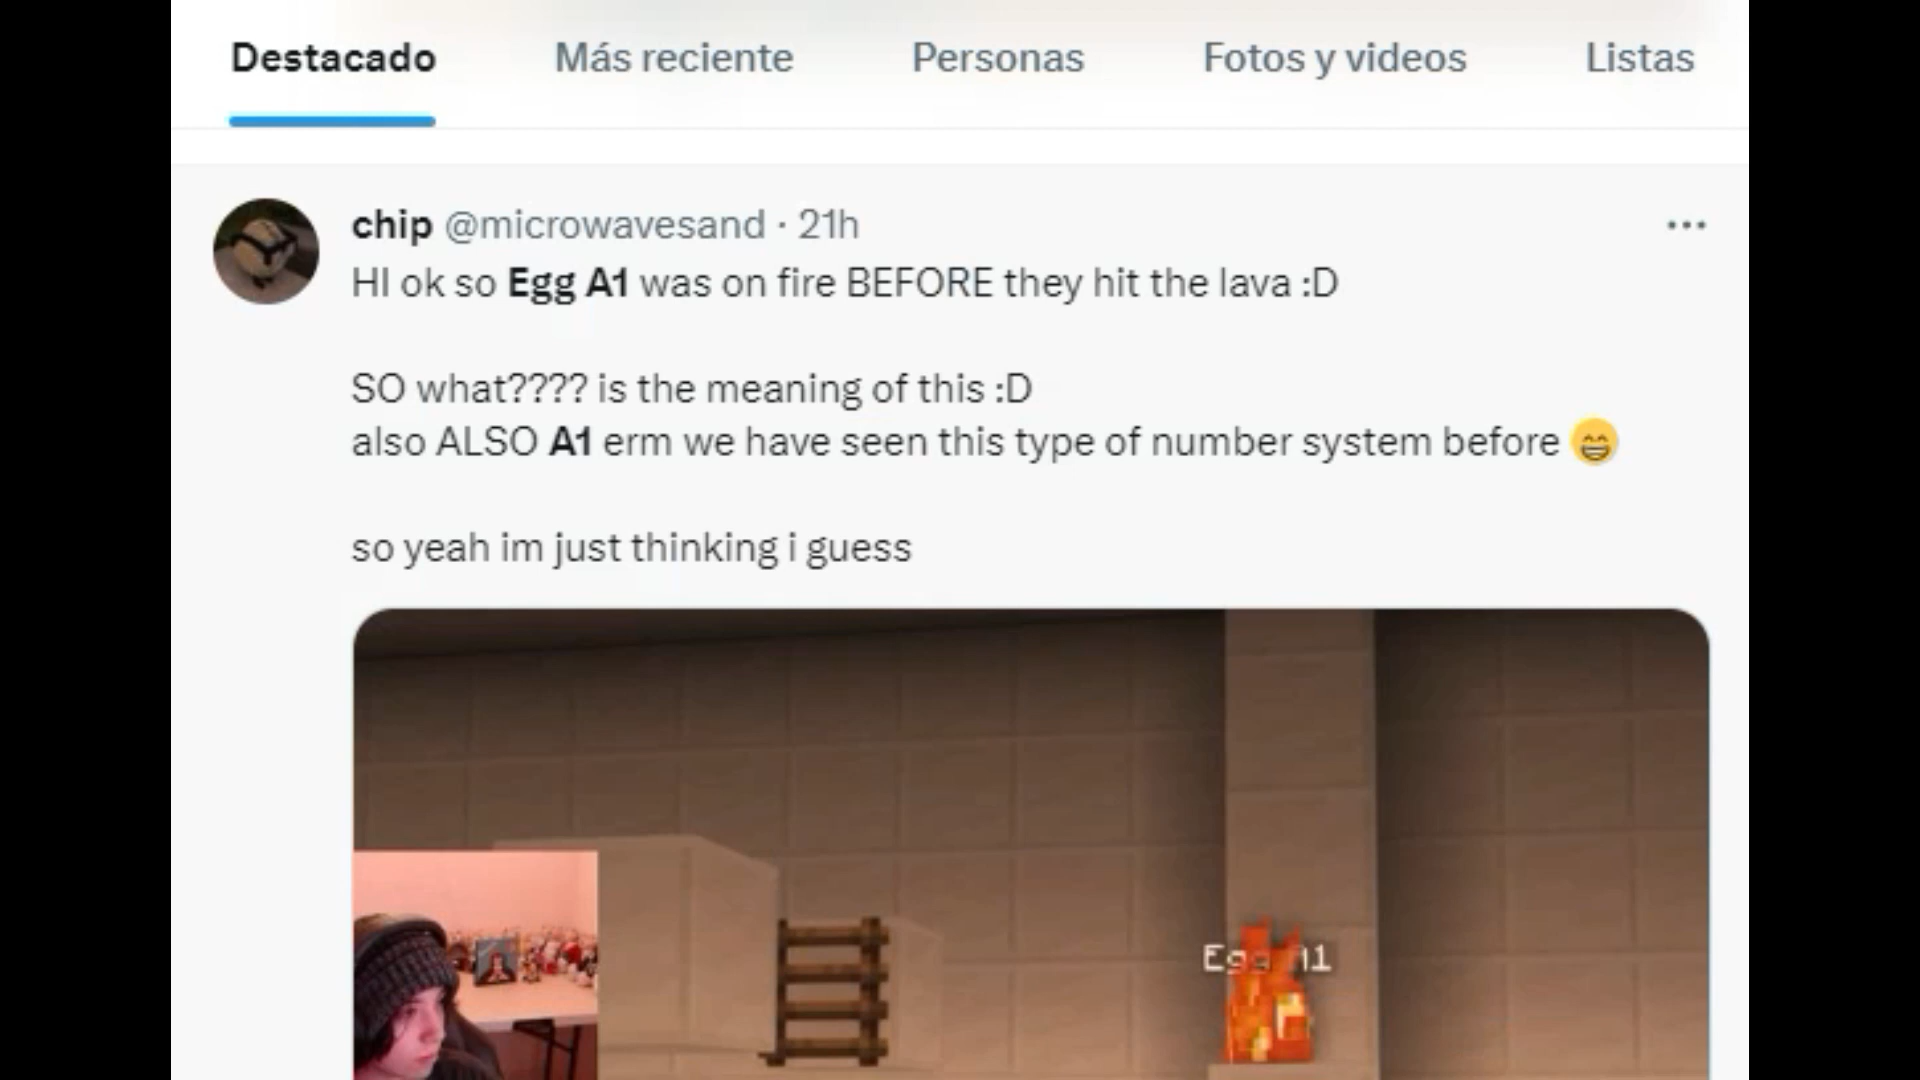 Destacado Más reciente Personas Fotos y videos Listas
chip @microwavesand · 21h
HI ok so Egg A1 was on fire BEFORE they hit the lava :D
SO what???? is the meaning of this :D
also ALSO A1 erm we have seen this type of number system before 😁
so yeah im just thinking i guess
Egg A1